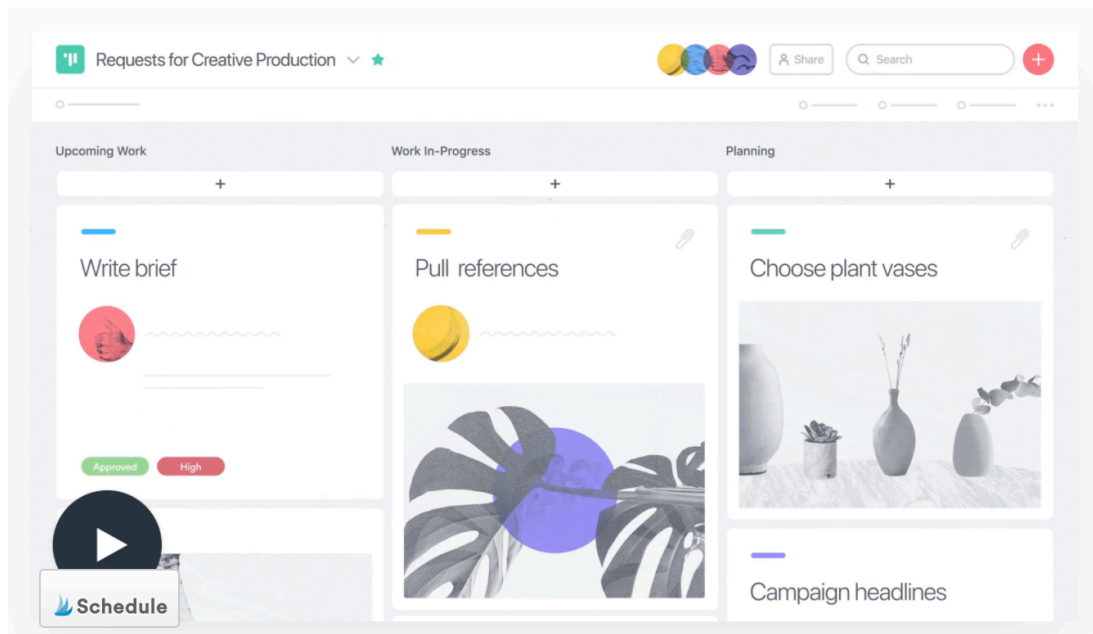 Requests for Creative Production
Share
Search
Upcoming Work
Work In-Progress
Planning
Write brief
Pull references
Choose plant vases
Approved
High
Campaign headlines
Schedule